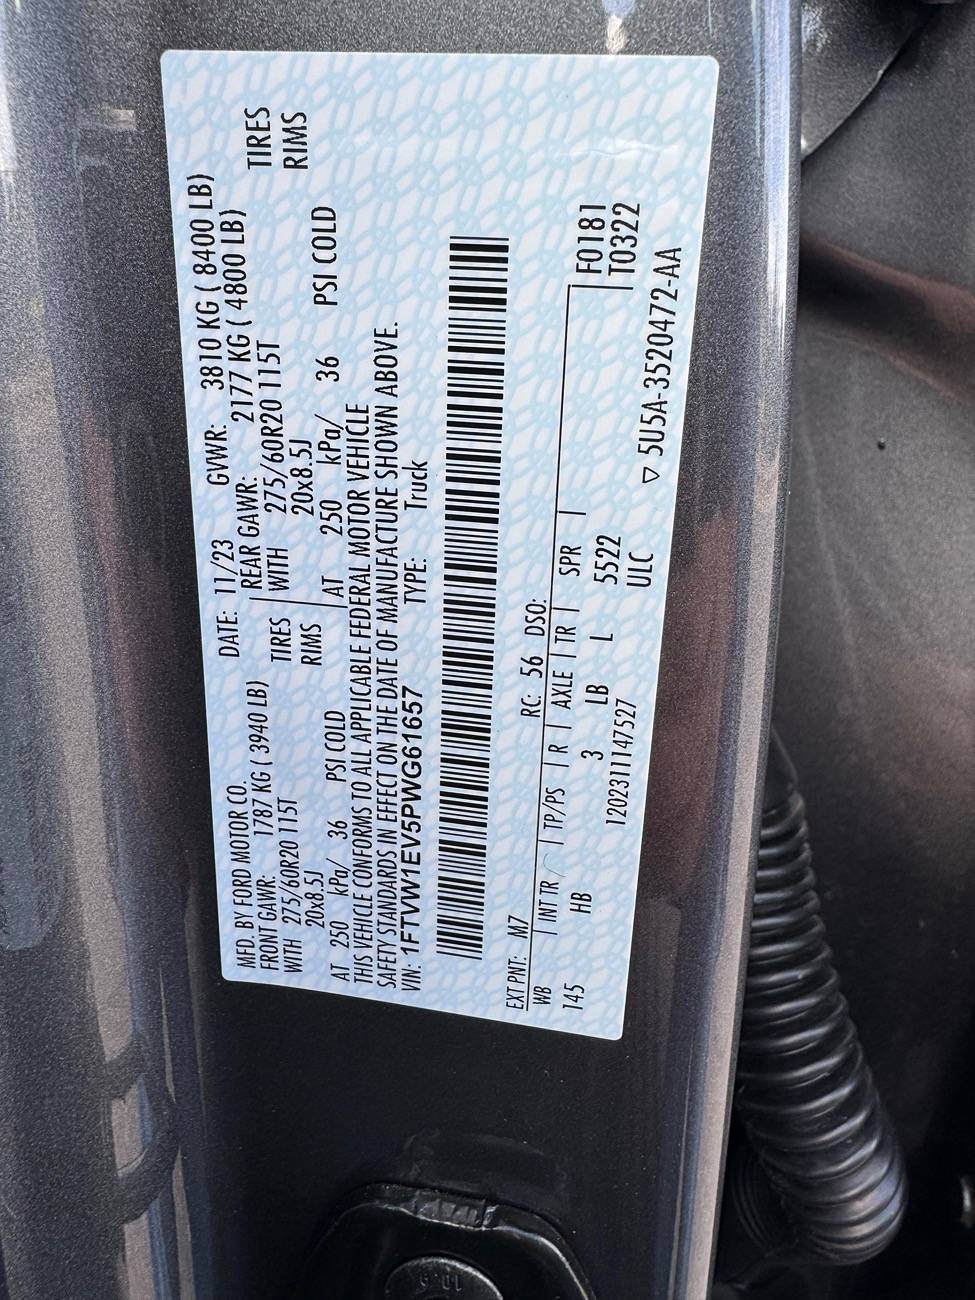 MFD. BY FORD MOTOR CO. DATE: 11/23 GVWR: 3810 KG ( 8400 LB)
FRONT GAWR: 1787 KG ( 3940 LB) REAR GAWR: 2177 KG ( 4800 LB)
WITH 275/60R20 115T TIRES WITH 275/60R20 115T TIRES
20x8.5J RIMS 20x8.5J RIMS
AT 250 kPa/ 36 PSI COLD AT 250 kPa/ 36 PSI COLD
THIS VEHICLE CONFORMS TO ALL APPLICABLE FEDERAL MOTOR VEHICLE
SAFETY STANDARDS IN EFFECT ON THE DATE OF MANUFACTURE SHOWN ABOVE.
VIN: 1FTVW1EV5PWG61657 TYPE: Truck
EXT PNT: M7 RC: 56 DSO:
WB INT TR TP/PS R AXLE TR SPR F0181
145 HB 3 LB L 5522 T0322
12023111147527 ULC
5U5A-3520472-AA
10.9